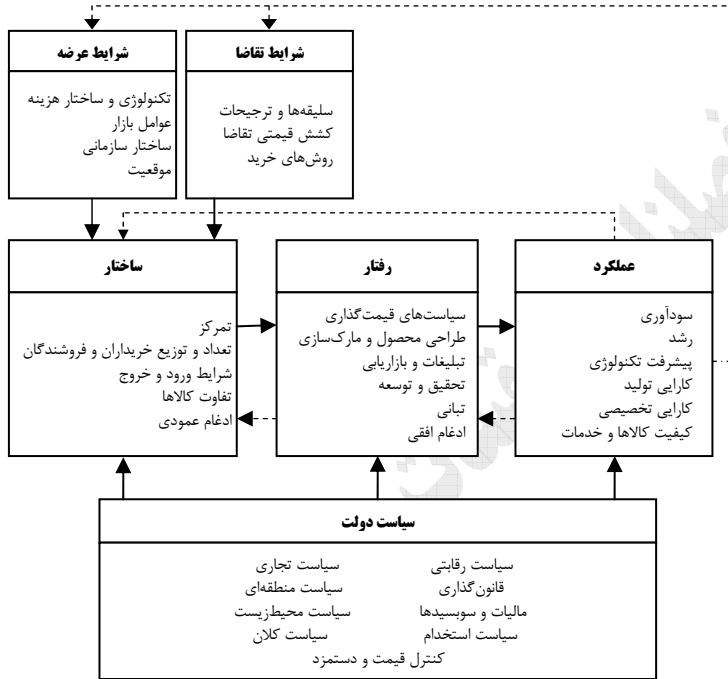 شرایط عرضه
تکنولوژی و ساختار هزینه
عوامل بازار
ساختار سازمانی
موقعیت
شرایط تقاضا
سلیقه‌ها و ترجیحات
کشش قیمتی تقاضا
روش‌های خرید
ساختار
تمرکز
تعداد و توزیع خریداران و فروشندگان
شرایط ورود و خروج
تفاوت کالاها
ادغام عمودی
رفتار
سیاست‌های قیمت‌گذاری
طراحی محصول و مارک‌سازی
تبلیغات و بازاریابی
تحقیق و توسعه
تبانی
ادغام افقی
عملکرد
سودآوری
رشد
پیشرفت تکنولوژی
کارایی تولید
کارایی تخصیصی
کیفیت کالاها و خدمات
سیاست دولت
سیاست رقابتی
قانون‌گذاری
مالیات و سوبسیدها
سیاست استخدام
سیاست تجاری
سیاست منطقه‌ای
سیاست محیط‌زیست
سیاست کلان
کنترل قیمت و دستمزد